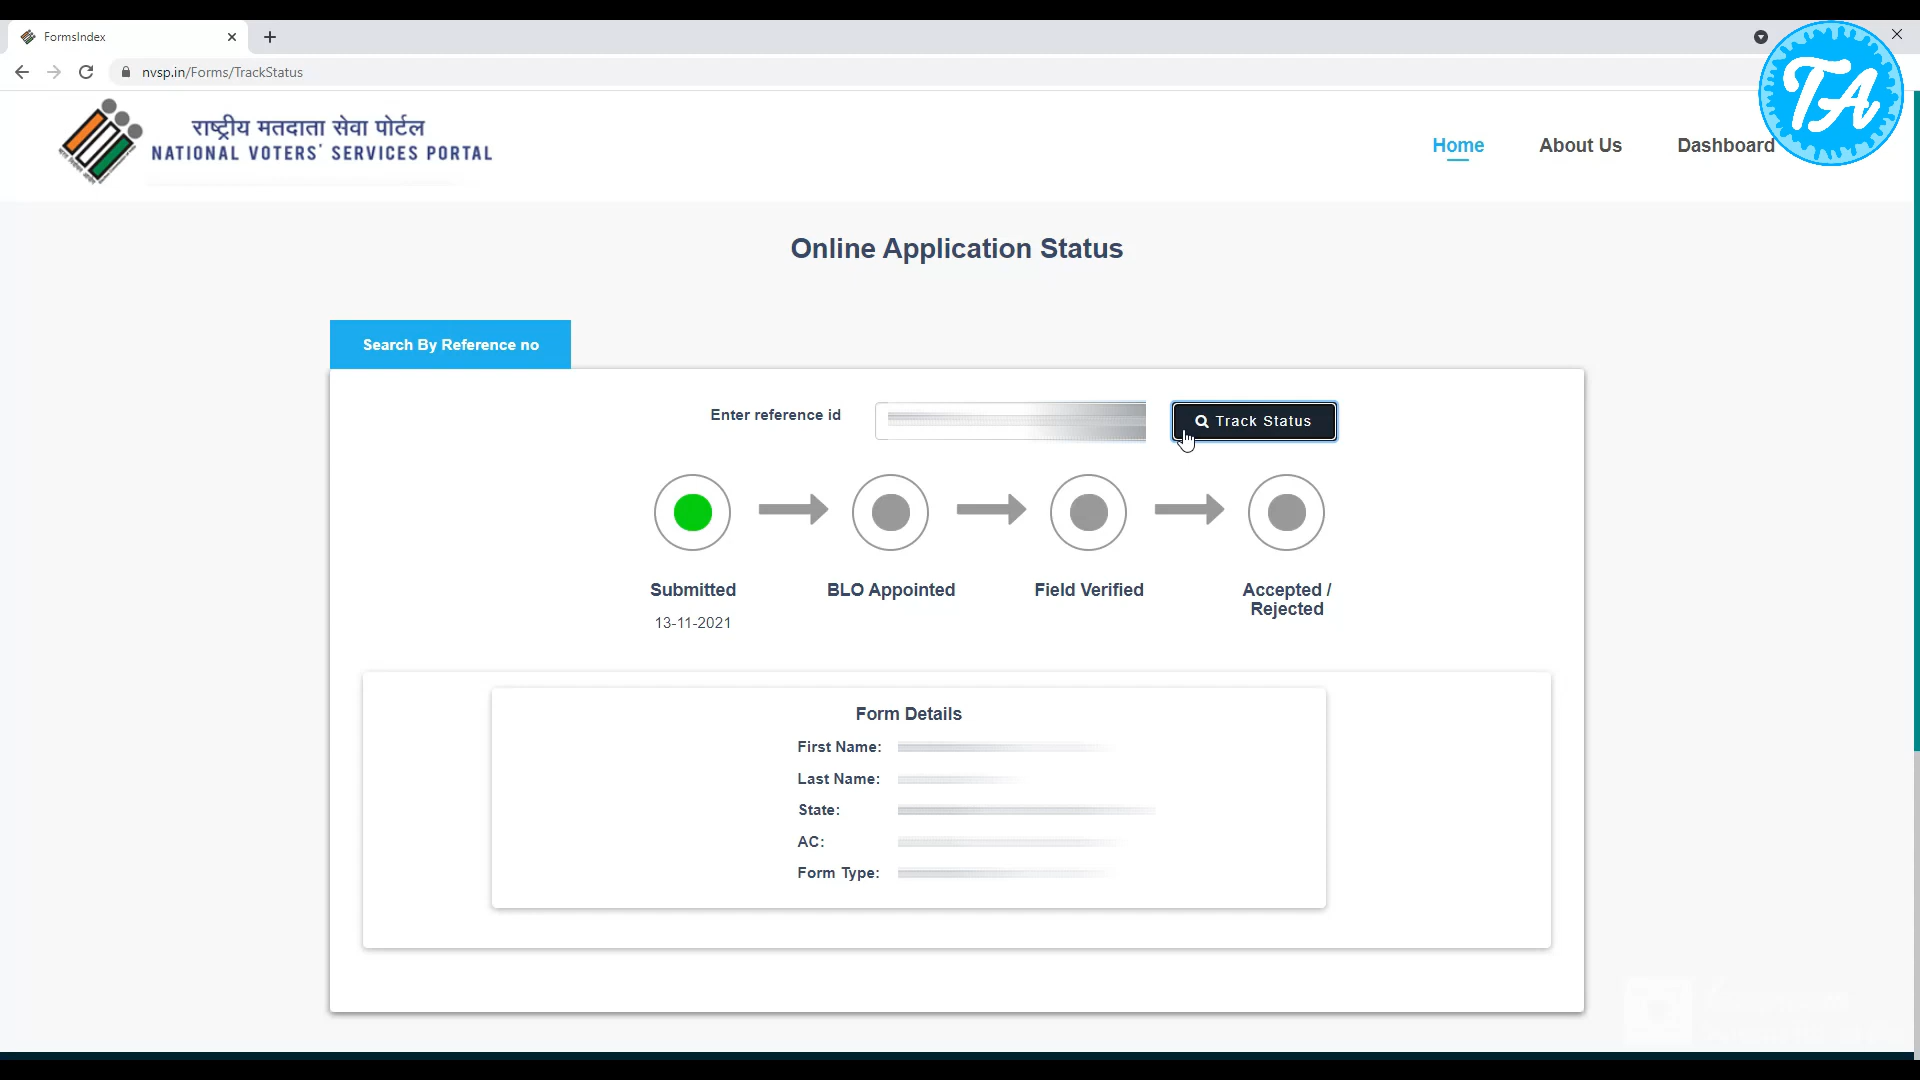 FormsIndex
nvsp.in/Forms/TrackStatus
राष्ट्रीय मतदाता सेवा पोर्टल
NATIONAL VOTERS' SERVICES PORTAL
Home
About Us
Dashboard
TA
Online Application Status
Search By Reference no
Enter reference id
Track Status
Submitted
BLO Appointed
Field Verified
Accepted /
Rejected
13-11-2021
Form Details
First Name:
Last Name:
State:
AC:
Form Type: